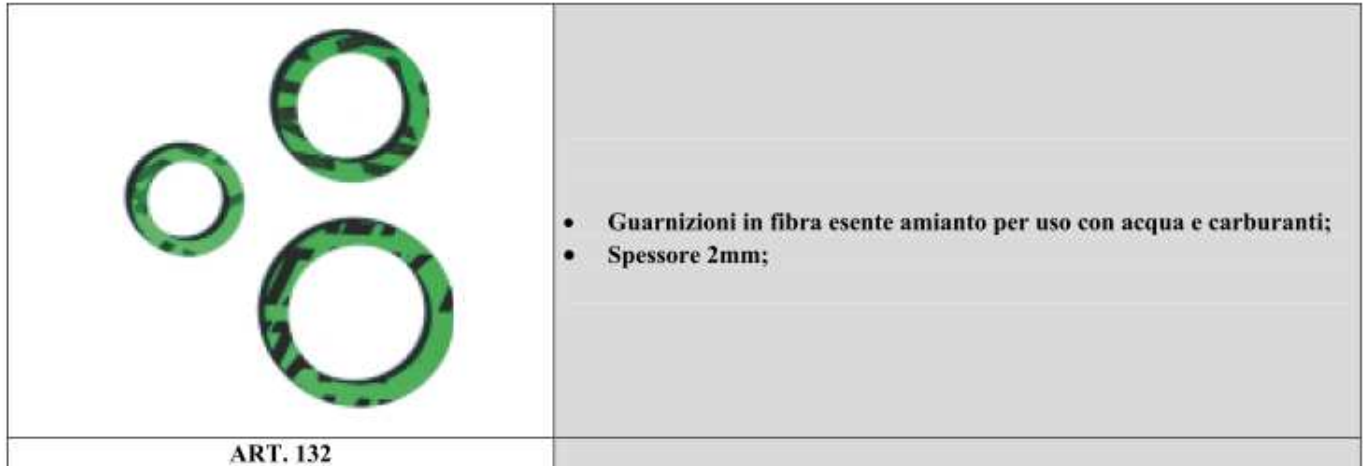 • Guarnizioni in fibra esente amianto per uso con acqua e carburanti;
• Spessore 2mm;
ART. 132